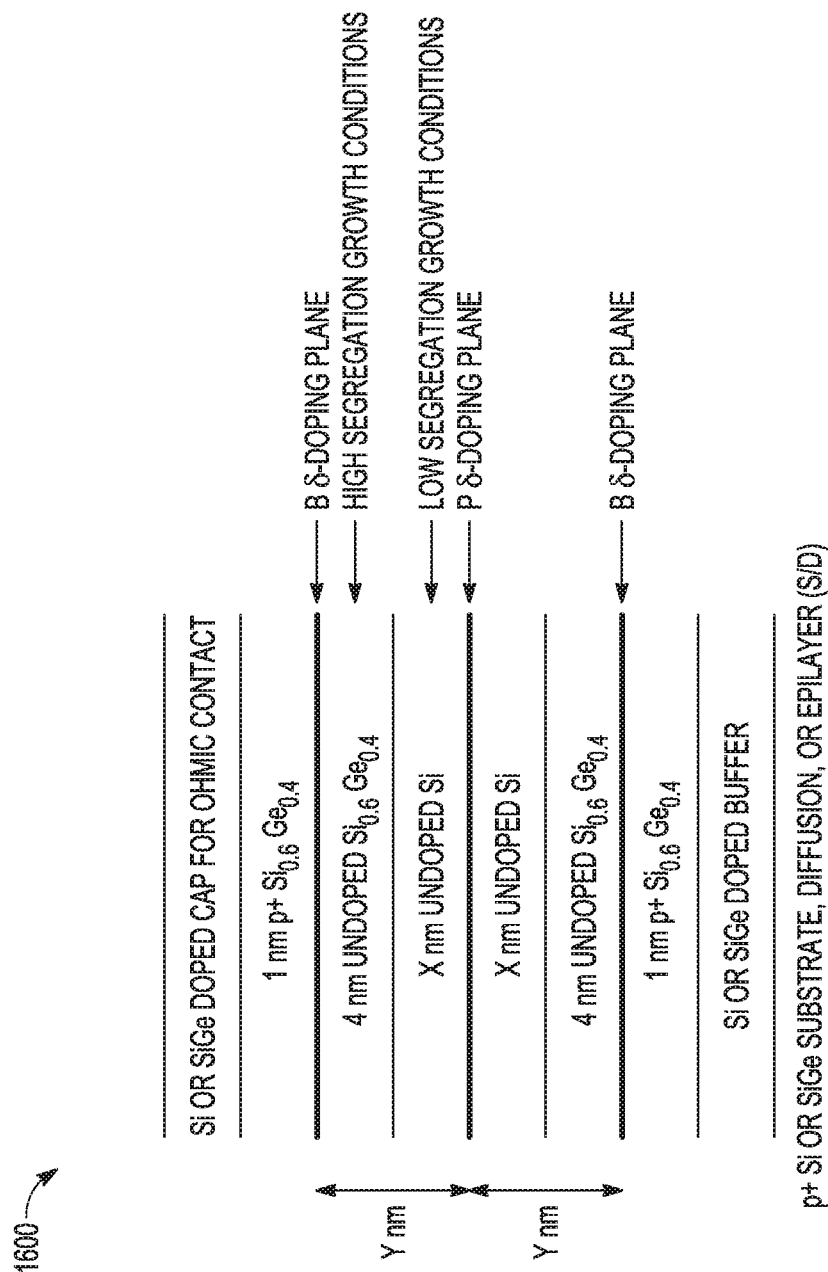 1600
Si OR SiGe DOPED CAP FOR OHMIC CONTACT
1 nm p+ Si0.6 Ge0.4
B δ-DOPING PLANE
4 nm UNDOPED Si0.6 Ge0.4
HIGH SEGREGATION GROWTH CONDITIONS
Y nm
X nm UNDOPED Si
LOW SEGREGATION GROWTH CONDITIONS
P δ-DOPING PLANE
X nm UNDOPED Si
Y nm
4 nm UNDOPED Si0.6 Ge0.4
B δ-DOPING PLANE
1 nm p+ Si0.6 Ge0.4
Si OR SiGe DOPED BUFFER
p+ Si OR SiGe SUBSTRATE, DIFFUSION, OR EPILAYER (S/D)